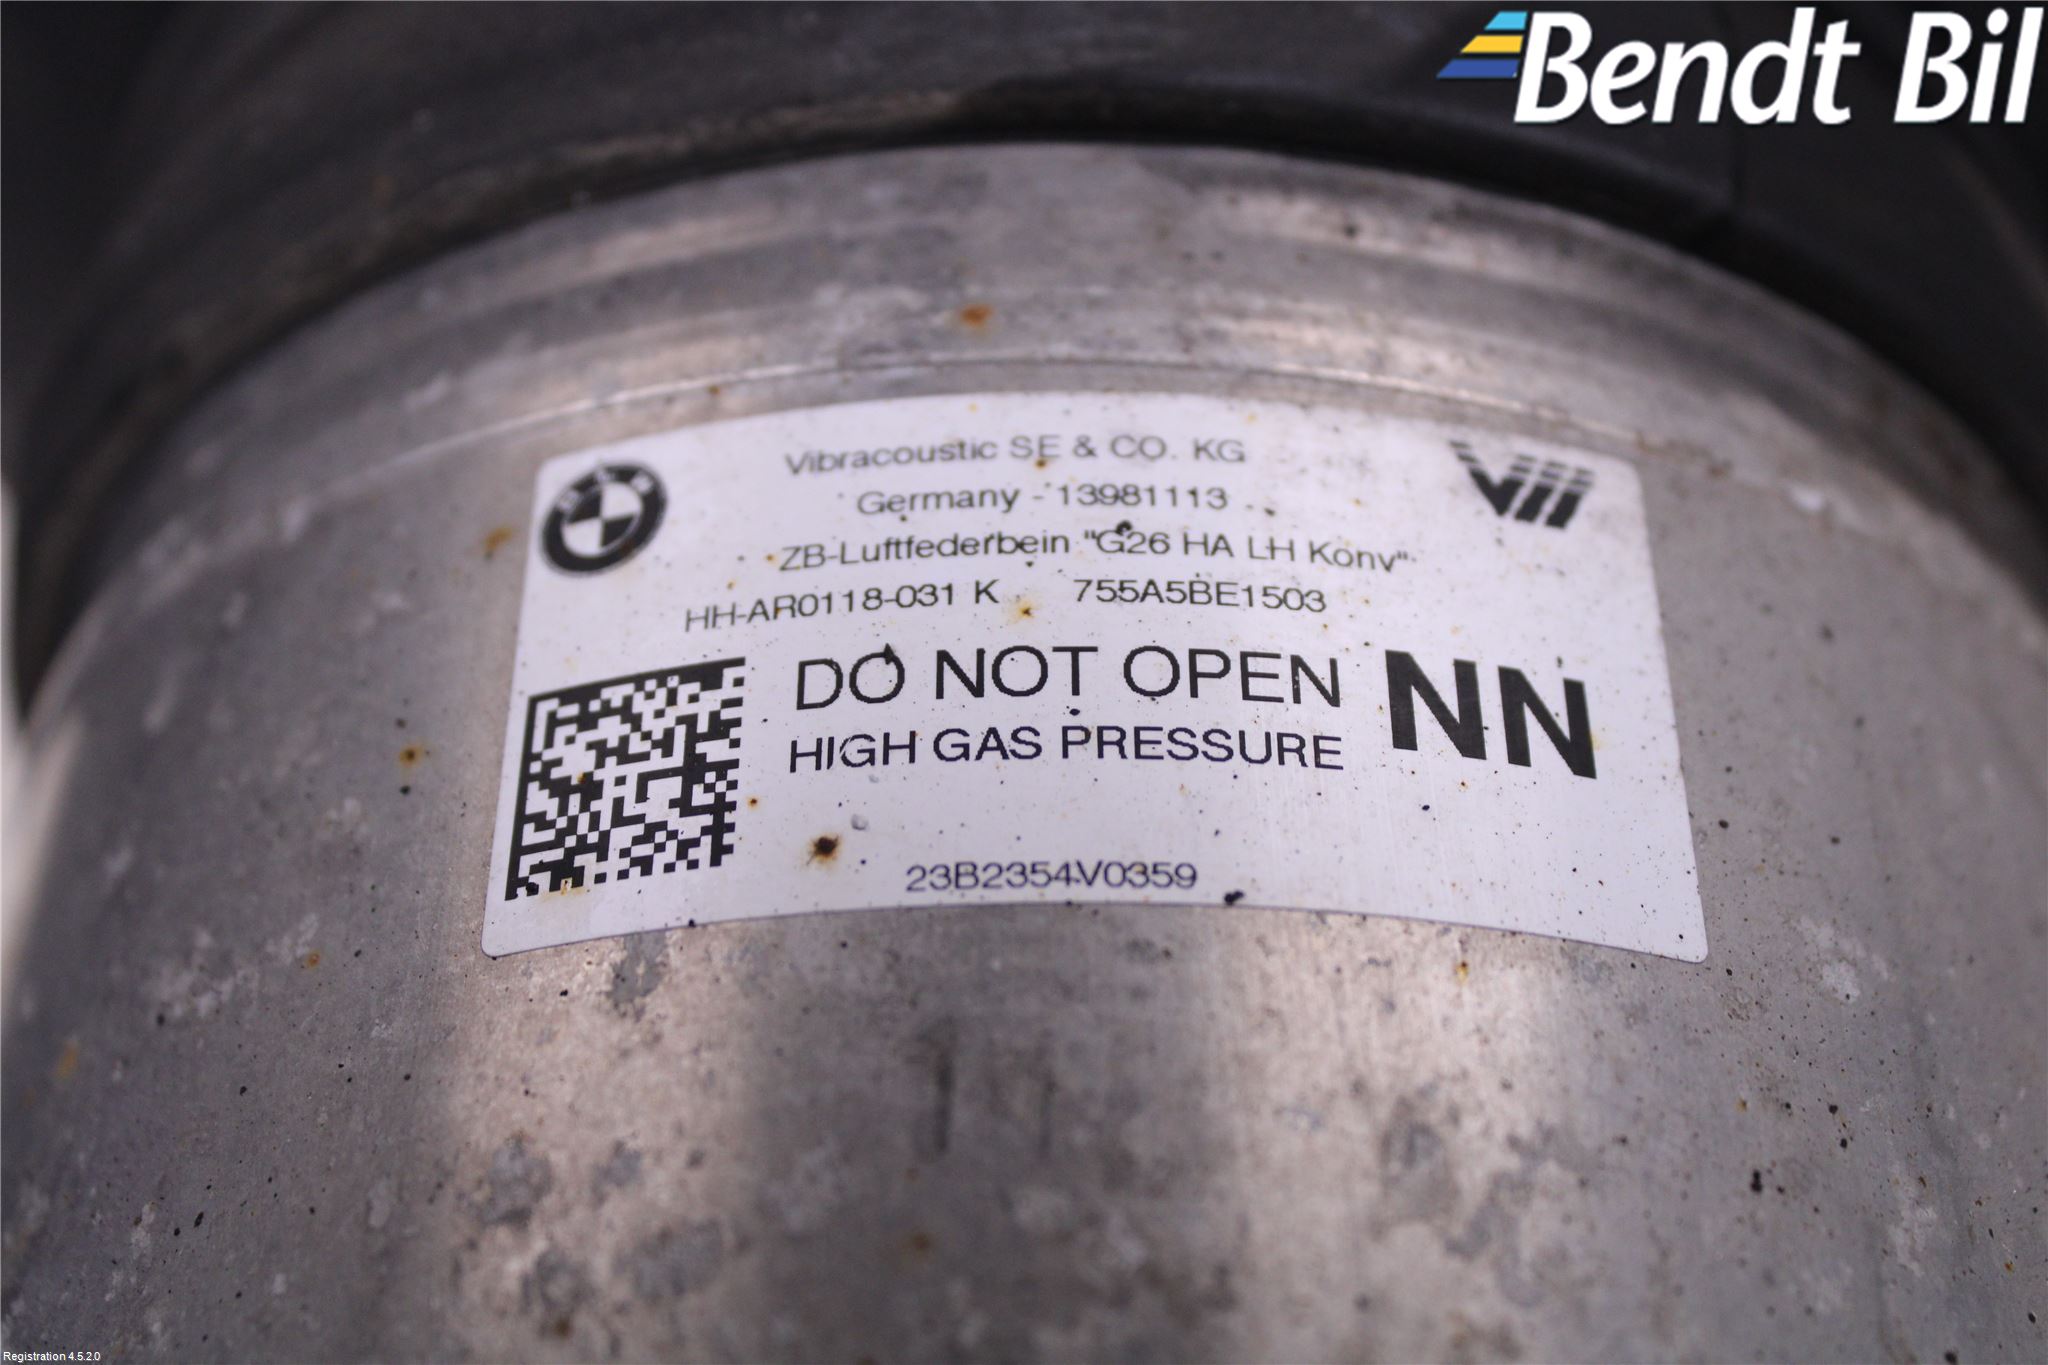 Bendt Bil
BMW
Vibracoustic SE & CO. KG
Germany - 13981113
ZB-Luftfederbein "G26 HA LH Konv"
HH-AR0118-031 K 755A5BE1503
DO NOT OPEN NN
HIGH GAS PRESSURE
23B2354V0359
Registration 4.5.2.0